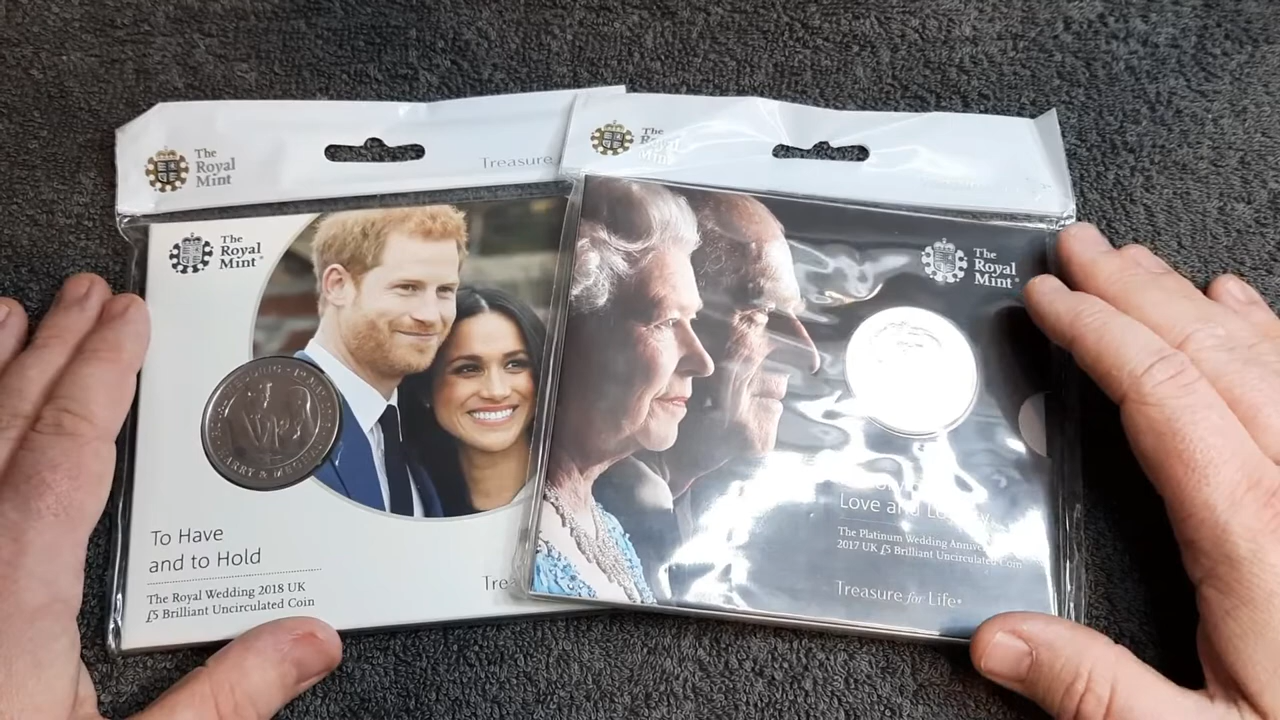 The
Royal
Mint
Treasure
The
Royal
Mint®
HARRY & MEGHAN
To Have
and to Hold
The Royal Wedding 2018 UK
£5 Brilliant Uncirculated Coin
The
Royal
Mint
The
Royal
Mint®
Love and
The Platinum Wedding
2017 UK £5 Brilliant Uncirculated Coin
Treasure for Life®